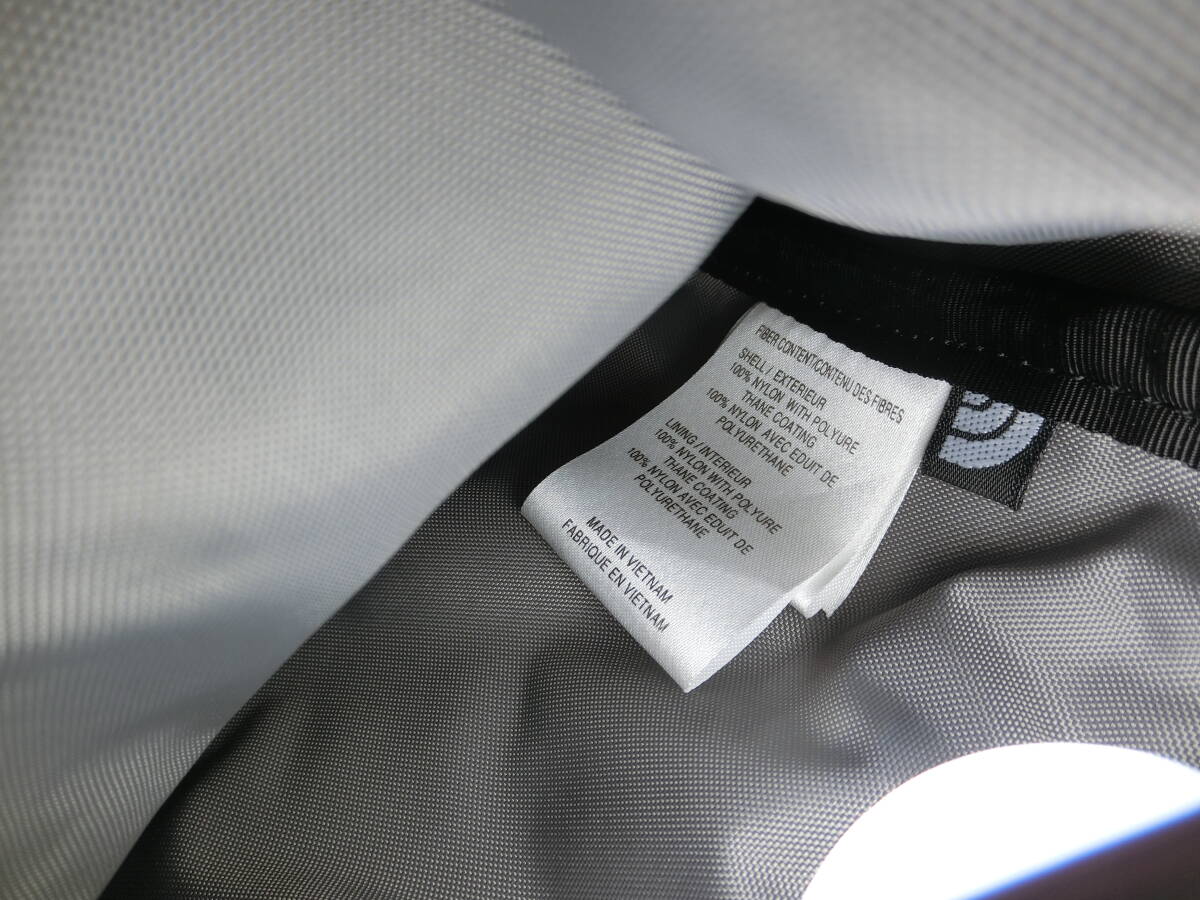 FIBER CONTENT/CONTENU DES FIBRES
SHELL / EXTERIEUR
100% NYLON WITH POLYURE
THANE COATING
100% NYLON AVEC EDUIT DE
POLYURETHANE
LINING / INTERIEUR
100% NYLON WITH POLYURE
THANE COATING
100% NYLON AVEC EDUIT DE
POLYURETHANE
MADE IN VIETNAM
FABRIQUE EN VIETNAM